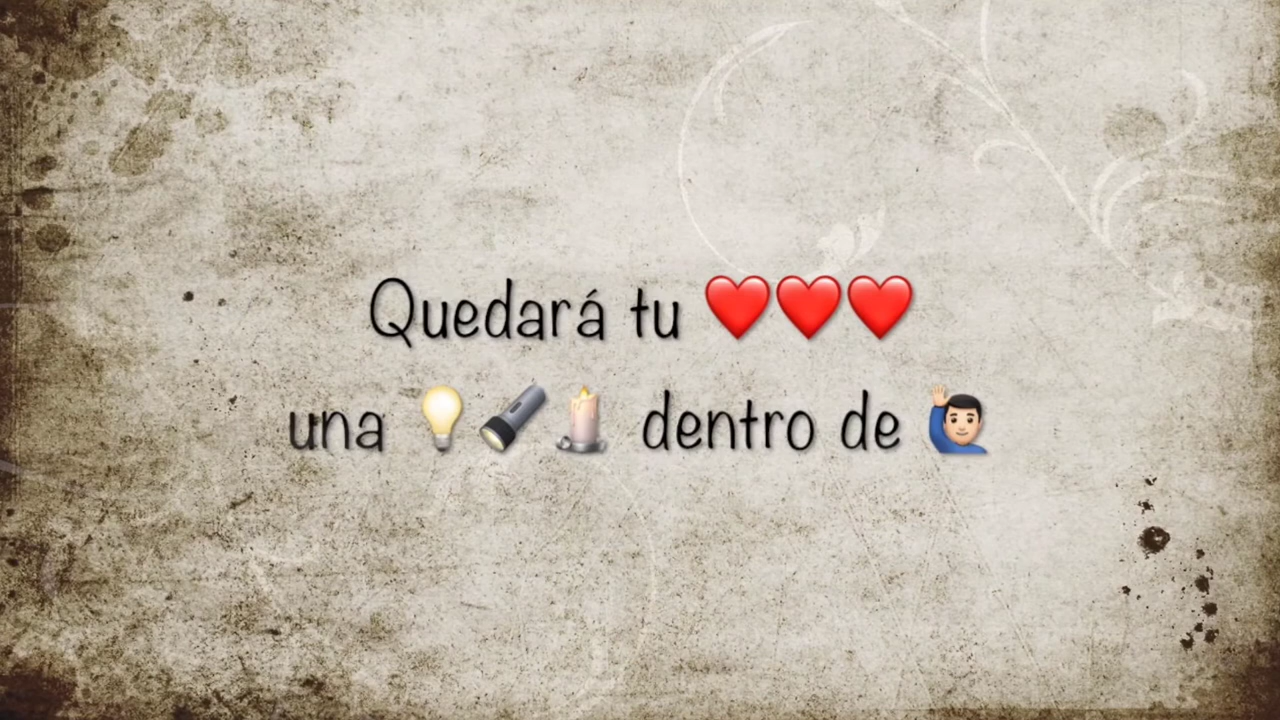 Quedará tu ❤️❤️❤️
una 💡🔦🕯️ dentro de 🙋🏻‍♂️